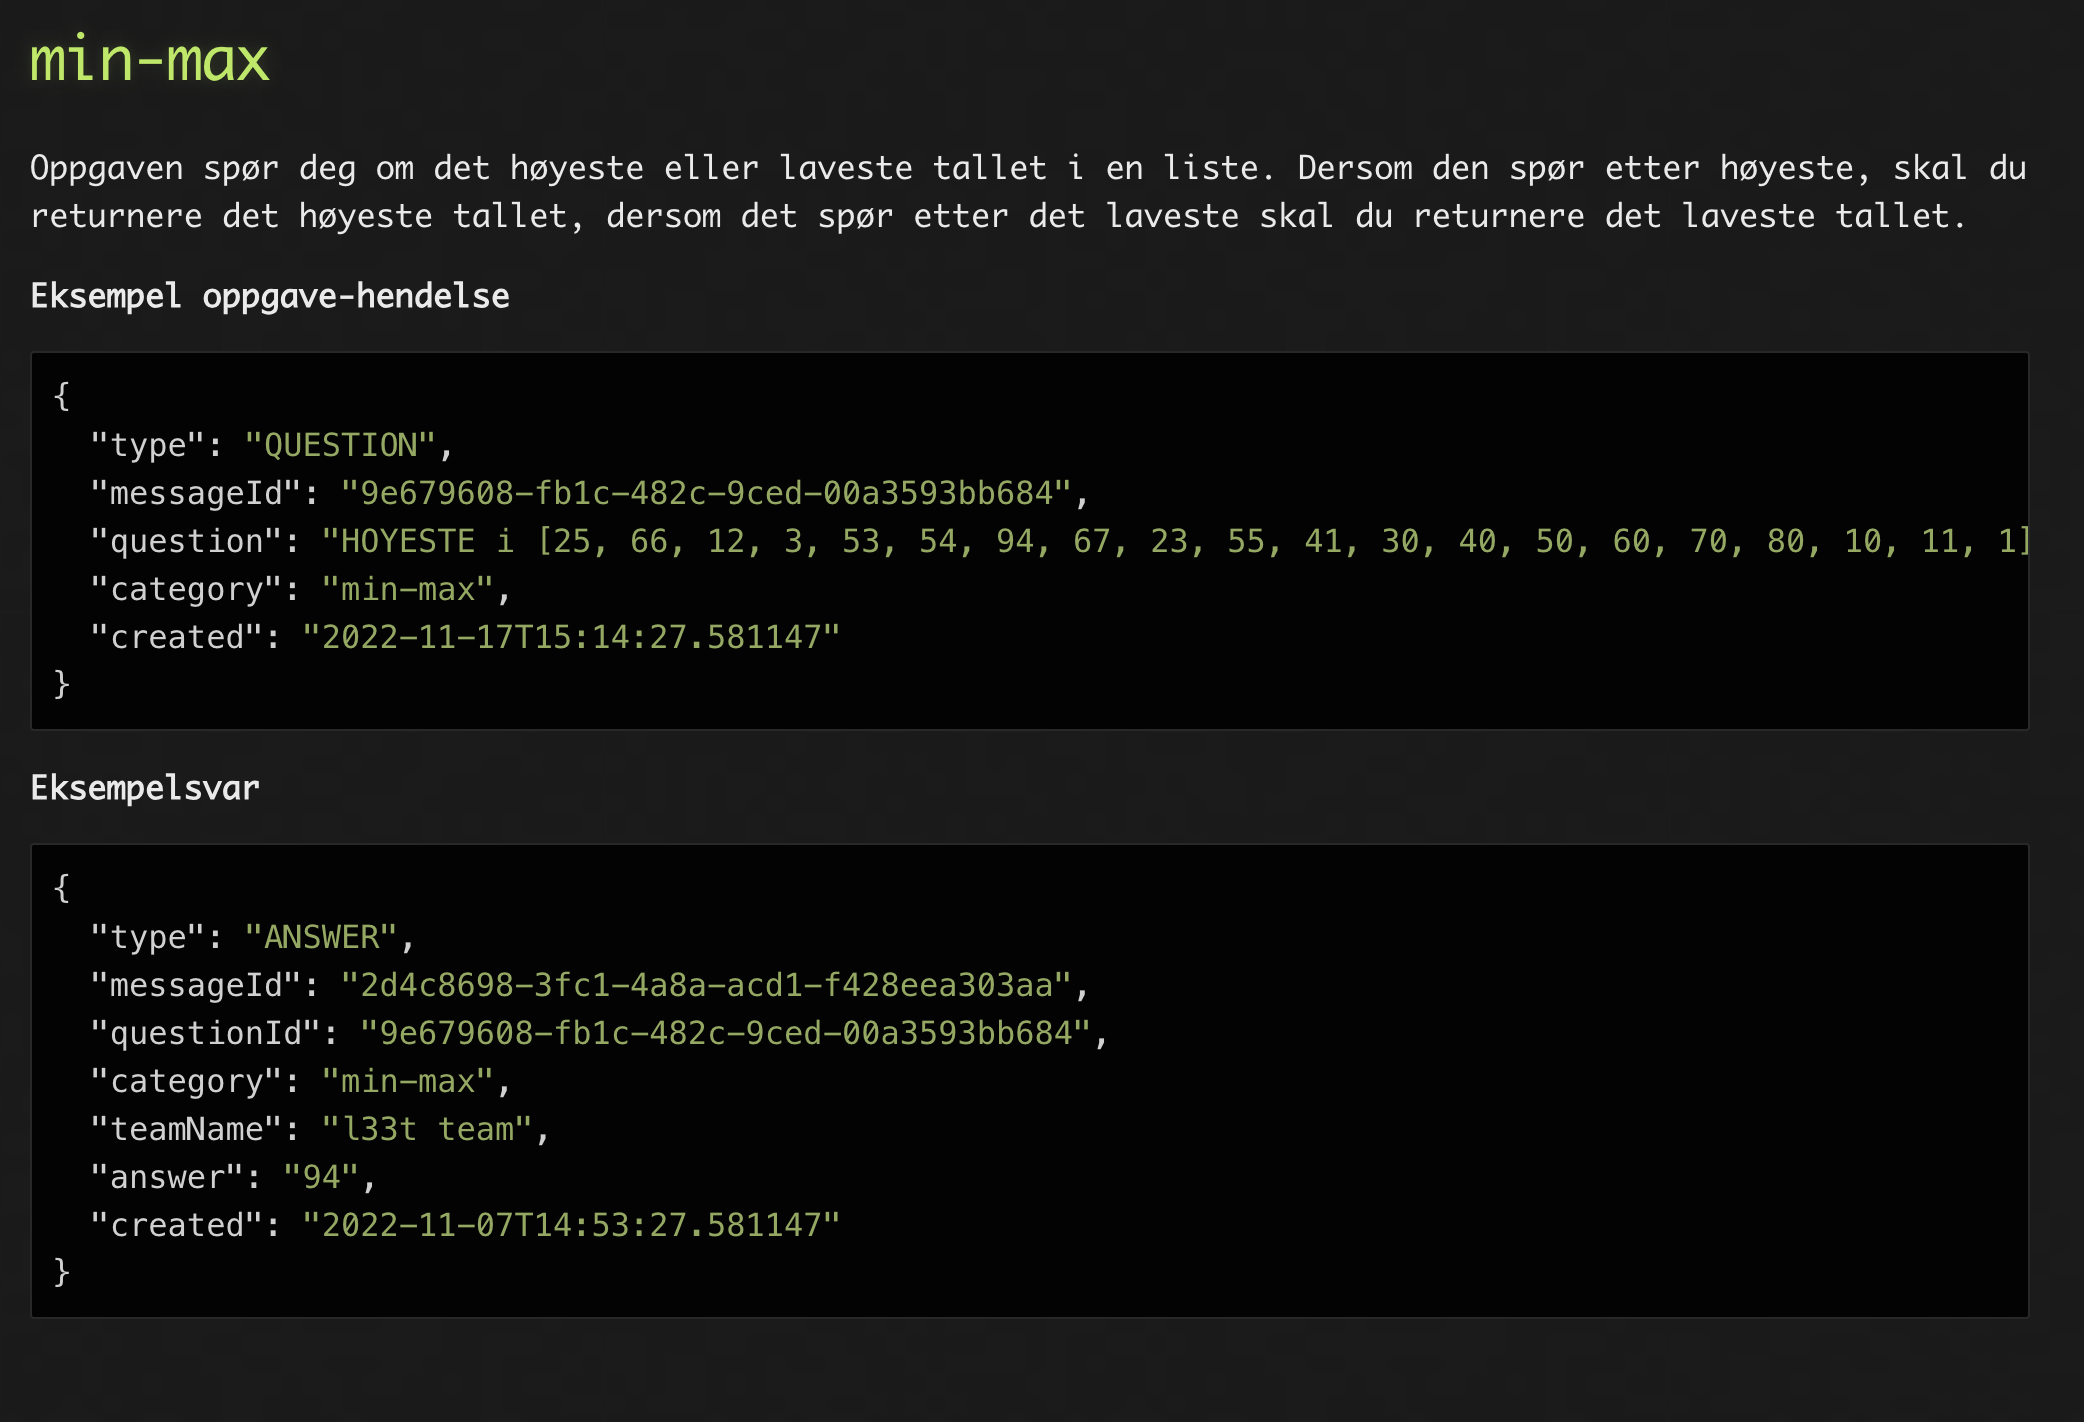 min-max
Oppgaven spør deg om det høyeste eller laveste tallet i en liste. Dersom den spør etter høyeste, skal du
returnere det høyeste tallet, dersom det spør etter det laveste skal du returnere det laveste tallet.
Eksempel oppgave-hendelse
{
  "type": "QUESTION",
  "messageId": "9e679608-fb1c-482c-9ced-00a3593bb684",
  "question": "HOYESTE i [25, 66, 12, 3, 53, 54, 94, 67, 23, 55, 41, 30, 40, 50, 60, 70, 80, 10, 11, 1]
  "category": "min-max",
  "created": "2022-11-17T15:14:27.581147"
}
Eksempelsvar
{
  "type": "ANSWER",
  "messageId": "2d4c8698-3fc1-4a8a-acd1-f428eea303aa",
  "questionId": "9e679608-fb1c-482c-9ced-00a3593bb684",
  "category": "min-max",
  "teamName": "l33t team",
  "answer": "94",
  "created": "2022-11-07T14:53:27.581147"
}